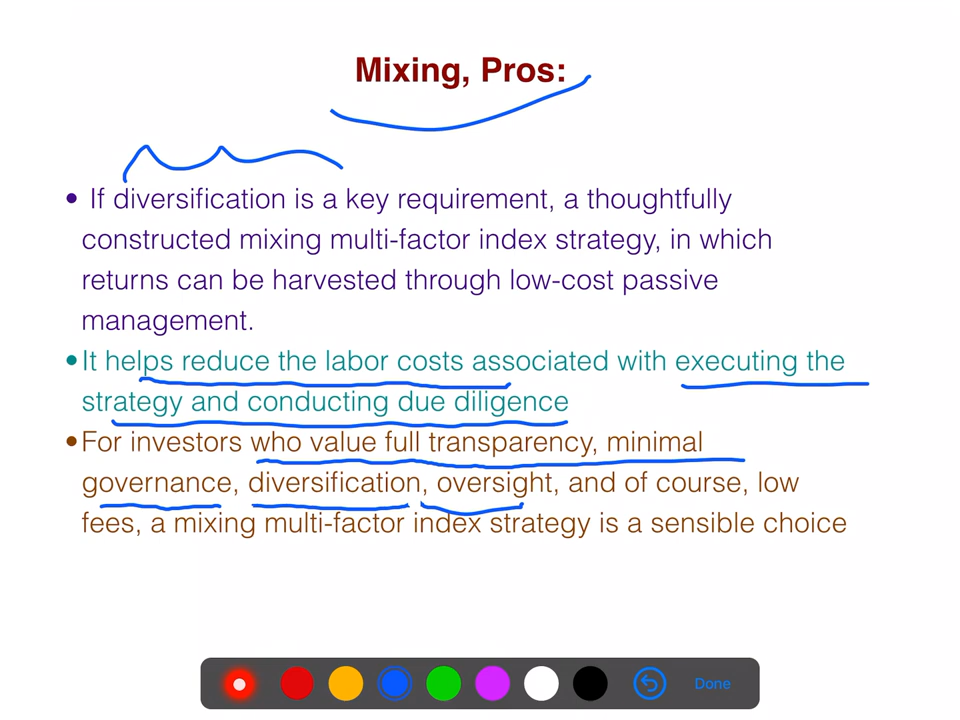 Mixing, Pros:
• If diversification is a key requirement, a thoughtfully
constructed mixing multi-factor index strategy, in which
returns can be harvested through low-cost passive
management.
•It helps reduce the labor costs associated with executing the
strategy and conducting due diligence
•For investors who value full transparency, minimal
governance, diversification, oversight, and of course, low
fees, a mixing multi-factor index strategy is a sensible choice
Done